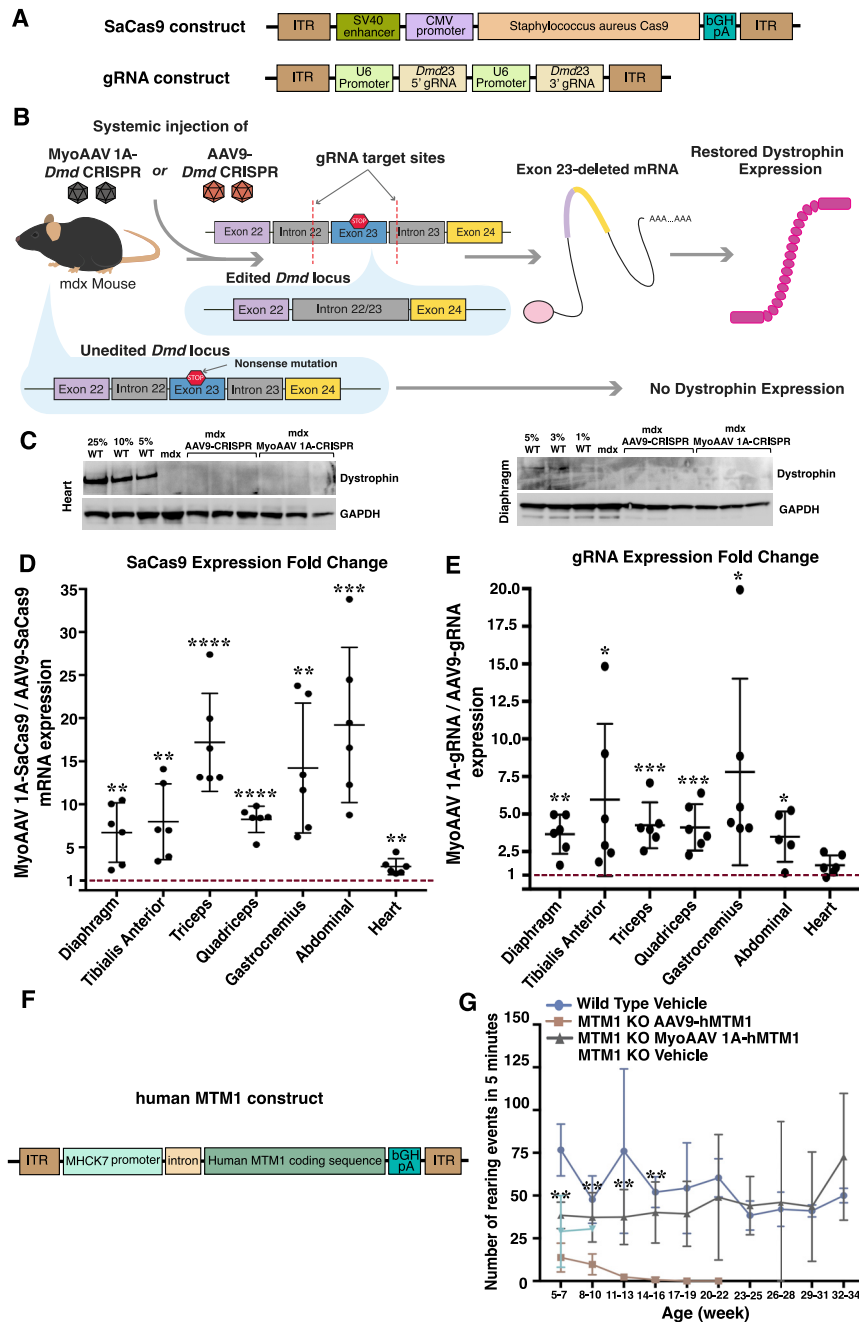 A
SaCas9 construct
ITR
SV40 enhancer
CMV promoter
Staphylococcus aureus Cas9
bGH pA
ITR
gRNA construct
ITR
U6 Promoter
Dmd23 5' gRNA
U6 Promoter
Dmd23 3' gRNA
ITR
B
Systemic injection of
MyoAAV 1A- Dmd CRISPR
or
AAV9- Dmd CRISPR
mdx Mouse
gRNA target sites
STOP
Exon 22
Intron 22
Exon 23
Intron 23
Exon 24
Edited Dmd locus
Exon 22
Intron 22/23
Exon 24
Exon 23-deleted mRNA
AAA...AAA
Restored Dystrophin
Expression
Unedited Dmd locus
STOP
Nonsense mutation
Exon 22
Intron 22
Exon 23
Intron 23
Exon 24
No Dystrophin Expression
C
25% WT
10% WT
5% WT
mdx
mdx AAV9-CRISPR
mdx MyoAAV 1A-CRISPR
Heart
Dystrophin
GAPDH
5% WT
3% WT
1% WT
mdx
mdx AAV9-CRISPR
mdx MyoAAV 1A-CRISPR
Diaphragm
Dystrophin
GAPDH
D
SaCas9 Expression Fold Change
MyoAAV 1A-SaCas9 / AAV9-SaCas9
mRNA expression
35
30
25
20
15
10
5
1
**
**
****
****
**
***
**
Diaphragm
Tibialis Anterior
Triceps
Quadriceps
Gastrocnemius
Abdominal
Heart
E
gRNA Expression Fold Change
MyoAAV 1A-gRNA / AAV9-gRNA
expression
20.0
17.5
15.0
12.5
10.0
7.5
5.0
2.5
1
**
*
***
***
*
*
Diaphragm
Tibialis Anterior
Triceps
Quadriceps
Gastrocnemius
Abdominal
Heart
F
human MTM1 construct
ITR
MHCK7 promoter
intron
Human MTM1 coding sequence
bGH pA
ITR
G
Wild Type Vehicle
MTM1 KO AAV9-hMTM1
MTM1 KO MyoAAV 1A-hMTM1
MTM1 KO Vehicle
Number of rearing events in 5 minutes
150
125
100
75
50
25
0
**
**
**
**
5-7
8-10
11-13
14-16
17-19
20-22
23-25
26-28
29-31
32-34
Age (week)